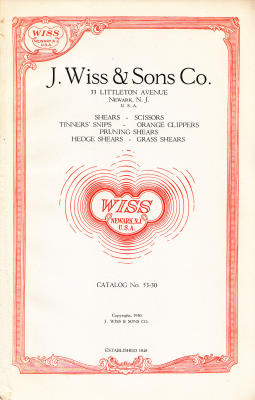 WISS
NEWARK, N.J.
U.S.A.
J. Wiss & Sons Co.
33 LITTLETON AVENUE
NEWARK, N. J.
U. S. A.
SHEARS - SCISSORS
TINNERS' SNIPS - ORANGE CLIPPERS
PRUNING SHEARS
HEDGE SHEARS - GRASS SHEARS
WISS
NEWARK, N.J.
U.S.A.
CATALOG No. 53-30
Copyright, 1930
J. WISS & SONS CO.
ESTABLISHED 1848